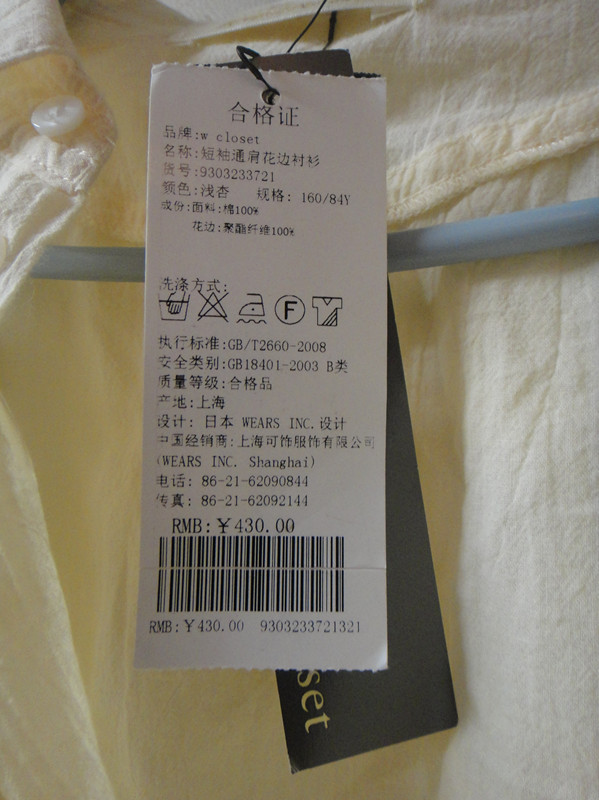 合格证
品牌:w closet
名称:短袖通肩花边衬衫
货号:9303233721
颜色:浅杏 规格: 160/84Y
成份:面料:棉100%
花边:聚酯纤维100%
洗涤方式:
F
执行标准:GB/T2660-2008
安全类别:GB18401-2003 B类
质量等级:合格品
产地:上海
设计: 日本 WEARS INC.设计
中国经销商:上海可饰服饰有限公司
(WEARS INC. Shanghai)
电话: 86-21-62090844
传真: 86-21-62092144
RMB:￥430.00
RMB:￥430.00 9303233721321
set